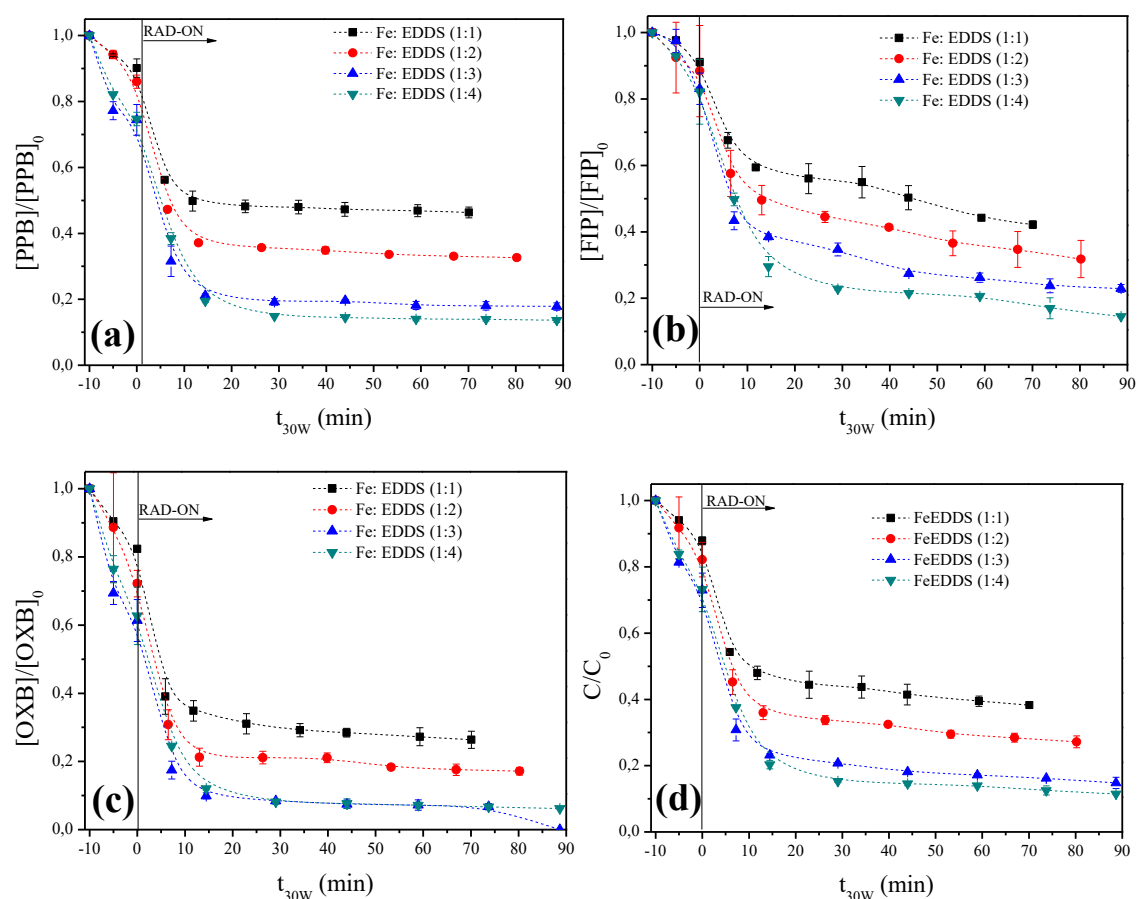 RAD-ON
Fe: EDDS (1:1)
Fe: EDDS (1:2)
Fe: EDDS (1:3)
Fe: EDDS (1:4)
[PPB]/[PPB]0
1,0
0,8
0,6
0,4
0,2
0,0
(a)
-10 0 10 20 30 40 50 60 70 80 90
t30W (min)
Fe: EDDS (1:1)
Fe: EDDS (1:2)
Fe: EDDS (1:3)
Fe: EDDS (1:4)
[FIP]/[FIP]0
1,0
0,8
0,6
0,4
0,2
0,0
RAD-ON
(b)
-10 0 10 20 30 40 50 60 70 80 90
t30W (min)
RAD-ON
Fe: EDDS (1:1)
Fe: EDDS (1:2)
Fe: EDDS (1:3)
Fe: EDDS (1:4)
[OXB]/[OXB]0
1,0
0,8
0,6
0,4
0,2
0,0
(c)
-10 0 10 20 30 40 50 60 70 80 90
t30W (min)
RAD-ON
FeEDDS (1:1)
FeEDDS (1:2)
FeEDDS (1:3)
FeEDDS (1:4)
C/C0
1,0
0,8
0,6
0,4
0,2
0,0
(d)
-10 0 10 20 30 40 50 60 70 80 90
t30W (min)